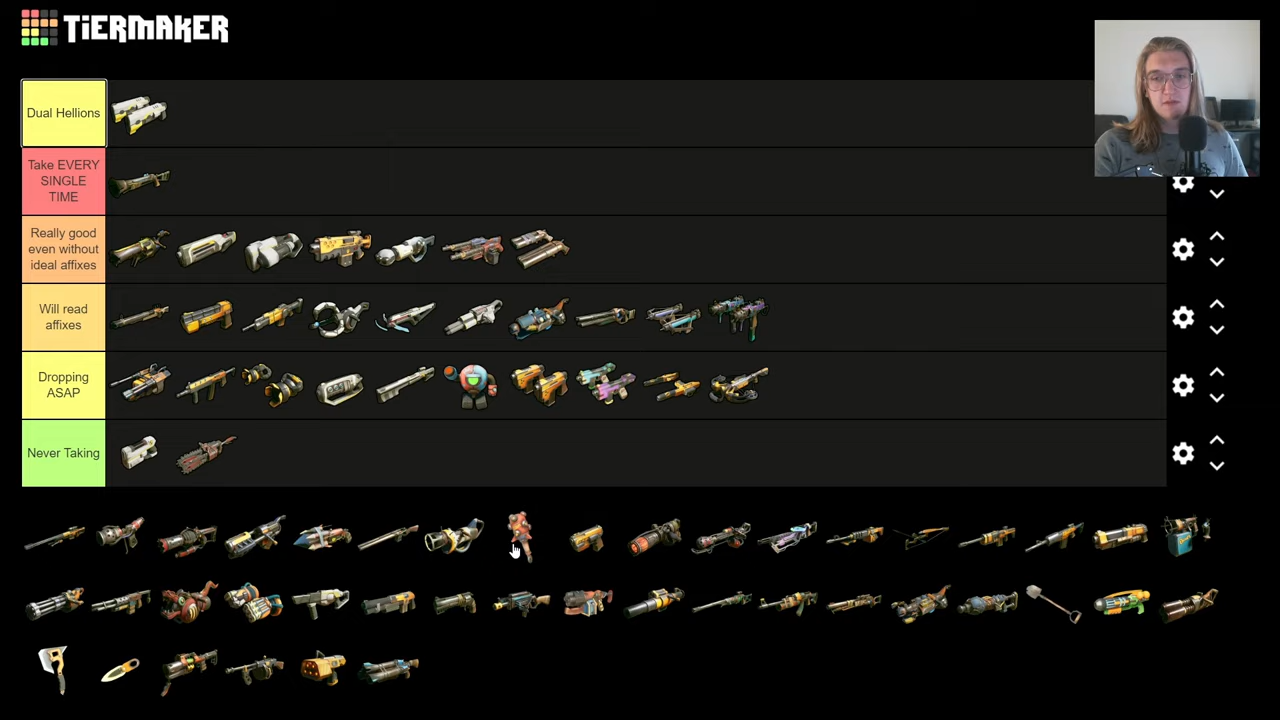 TiERMAKER
Dual Hellions
Take EVERY
SINGLE
TIME
Really good
even without
ideal affixes
Will read
affixes
Dropping
ASAP
Never Taking